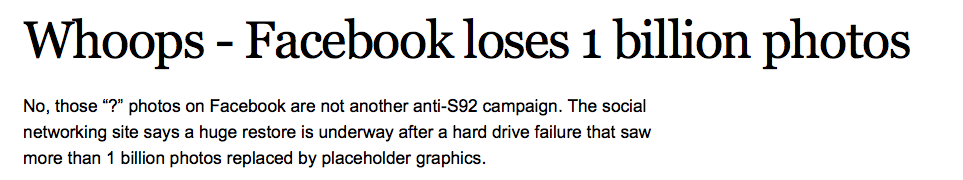 Whoops - Facebook loses 1 billion photos
No, those “?” photos on Facebook are not another anti-S92 campaign. The social
networking site says a huge restore is underway after a hard drive failure that saw
more than 1 billion photos replaced by placeholder graphics.